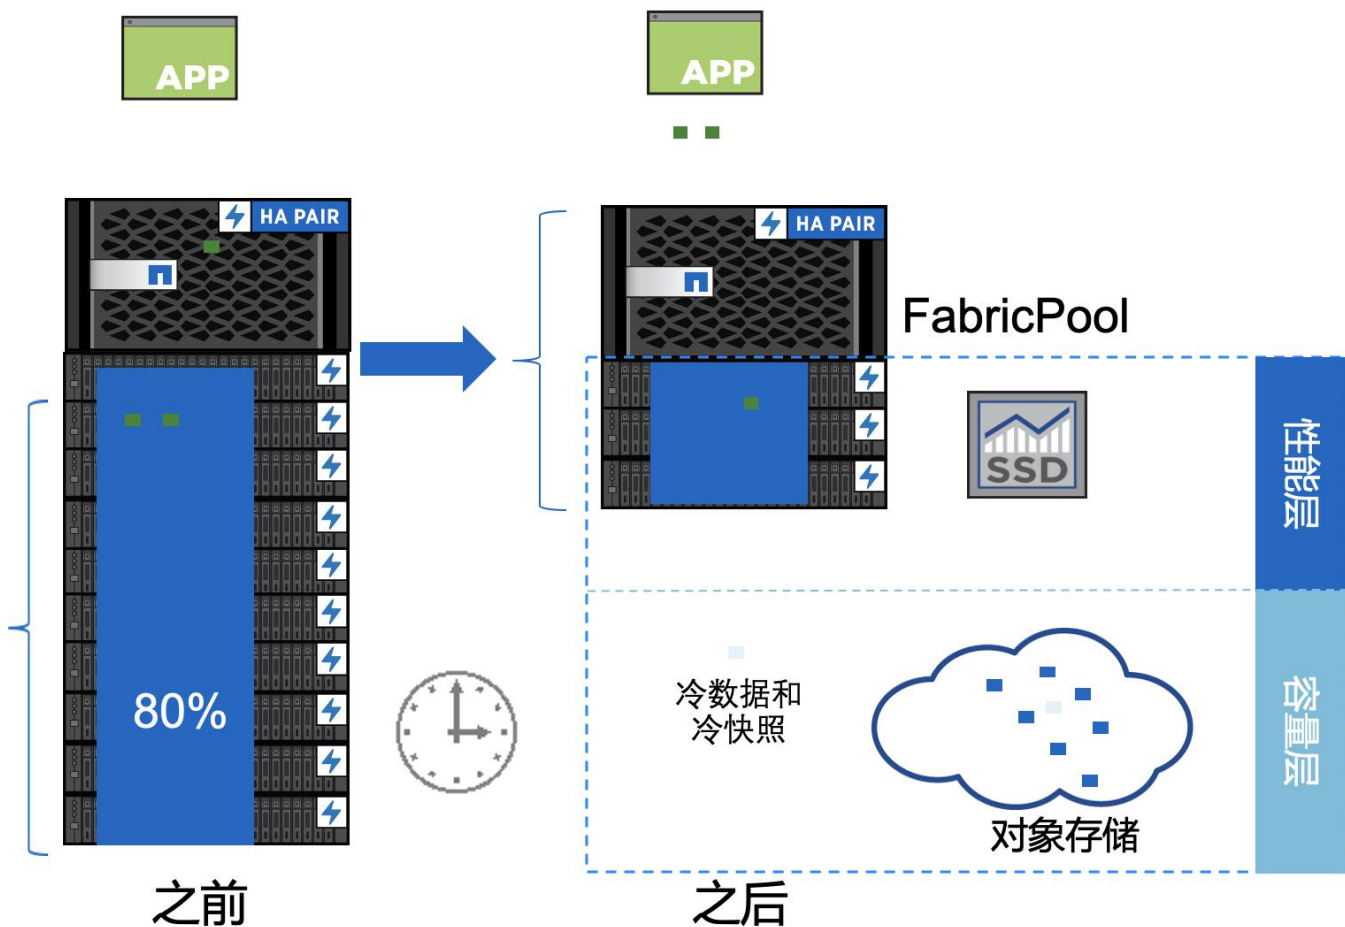 APP
APP
HA PAIR
HA PAIR
FabricPool
SSD
性能层
80%
冷数据和
冷快照
对象存储
容量层
之前
之后